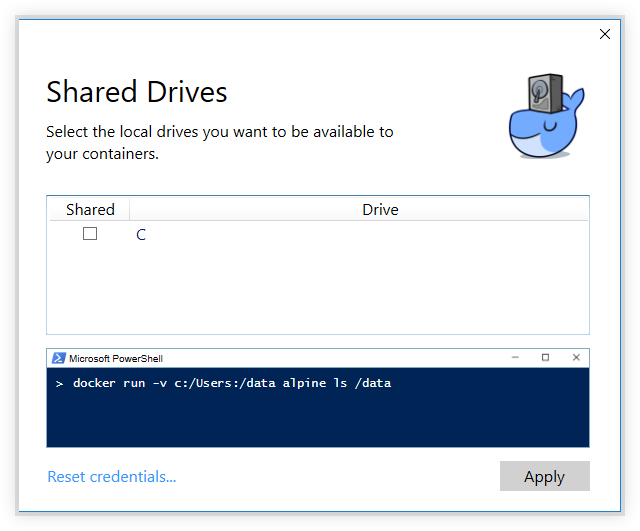 Shared Drives
Select the local drives you want to be available to
your containers.
Shared Drive
C
Microsoft PowerShell
> docker run -v c:/Users:/data alpine ls /data
Reset credentials...
Apply